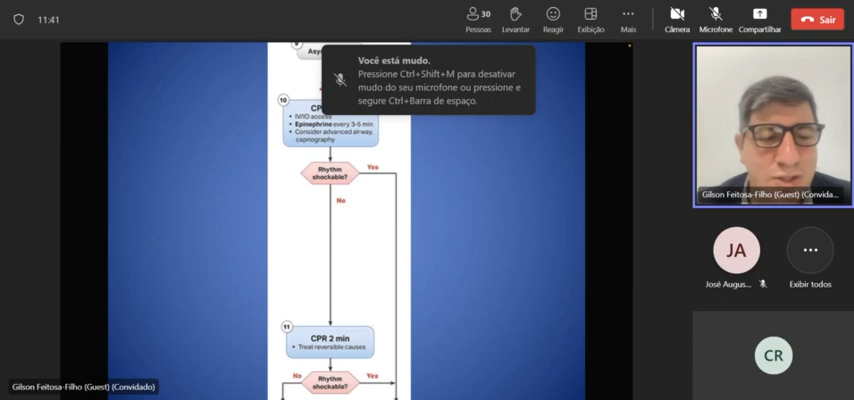 11:41
30
Pessoas
Levantar
Reagir
Exibição
Mais
Câmera
Microfone
Compartilhar
Sair
Você está mudo.
Pressione Ctrl+Shift+M para desativar
mudo do seu microfone ou pressione e
segure Ctrl+Barra de espaço.
10
IV/IO access
Epinephrine every 3-5 min
Consider advanced airway,
capnography
Rhythm
shockable?
Yes
No
11
CPR 2 min
Treat reversible causes
No
Rhythm
shockable?
Yes
Gilson Feitosa-Filho (Guest) (Convidado)
Gilson Feitosa-Filho (Guest) (Convida...
JA
José Augus...
Exibir todos
CR